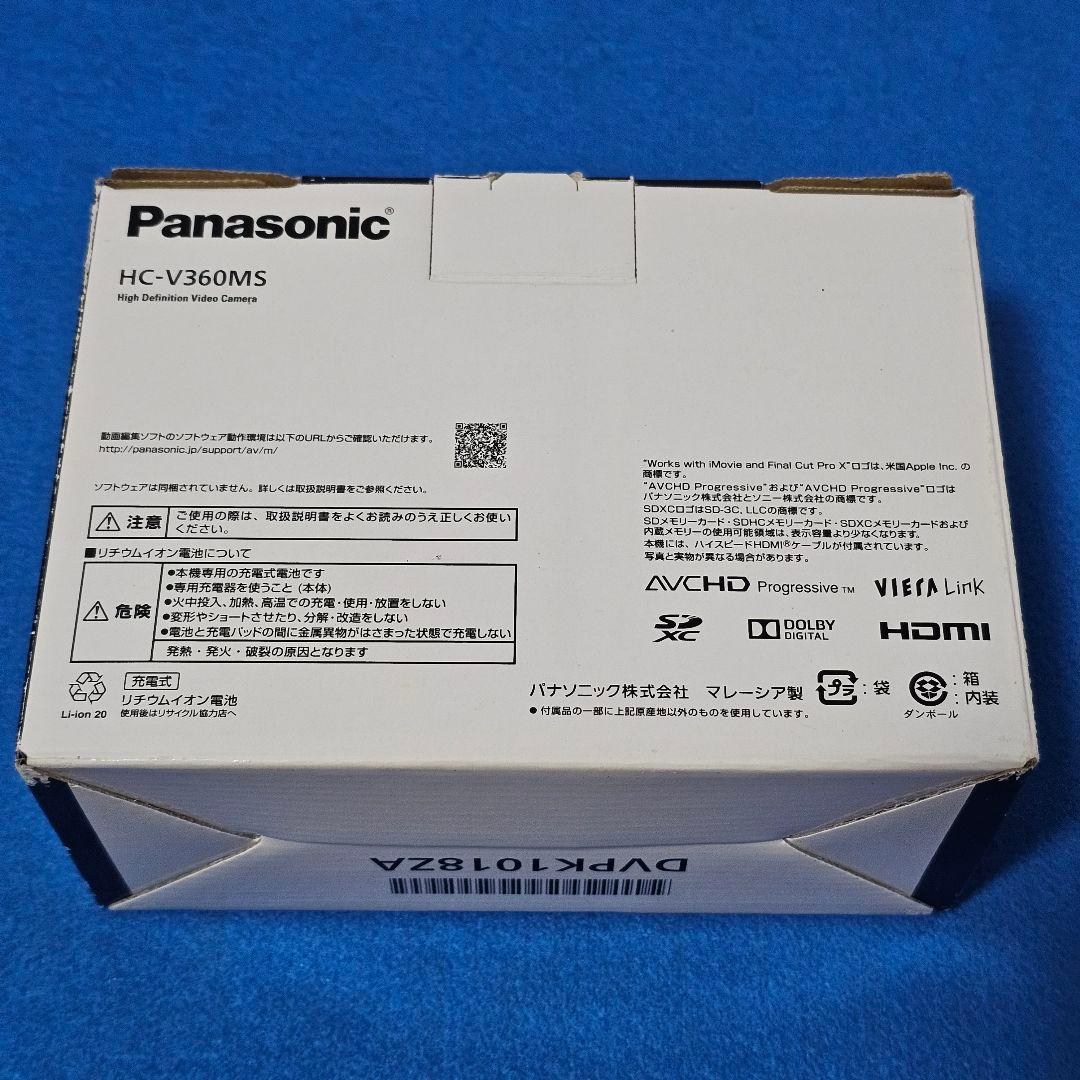 Panasonic®
HC-V360MS
High Definition Video Camera
動画編集ソフトのソフトウェア動作環境は以下のURLからご確認いただけます。
http://panasonic.jp/support/av/m/
ソフトウェアは同梱されていません。詳しくは取扱説明書をご参照ください。
注意 ご使用の際は、取扱説明書をよくお読みのうえ正しくお使い
ください。
■リチウムイオン電池について
危険
●本機専用の充電式電池です
●専用充電器を使うこと (本体)
●火中投入、加熱、高温での充電・使用・放置をしない
●変形やショートさせたり、分解・改造をしない
●電池と充電パッドの間に金属異物がはさまった状態で充電しない
発熱・発火・破裂の原因となります
充電式
リチウムイオン電池
Li-ion 20 使用後はリサイクル協力店へ
"Works with iMovie and Final Cut Pro X"ロゴは、米国Apple Inc. の
商標です。
"AVCHD Progressive"および"AVCHD Progressive"ロゴは
パナソニック株式会社とソニー株式会社の商標です。
SDXCロゴはSD-3C, LLCの商標です。
SDメモリーカード・SDHCメモリーカード・SDXCメモリーカードおよび
内蔵メモリーの使用可能領域は、表示容量より少なくなります。
本機には、ハイスピードHDMI®ケーブルが付属されています。
写真と実物が異なる場合があります。
AVCHD Progressive™ VIERA Link
SD XC DOLBY DIGITAL HDMI
パナソニック株式会社 マレーシア製
●付属品の一部に上記原産地以外のものを使用しています。
プラ :袋
:箱
:内装
ダンボール
DVPK1018ZA